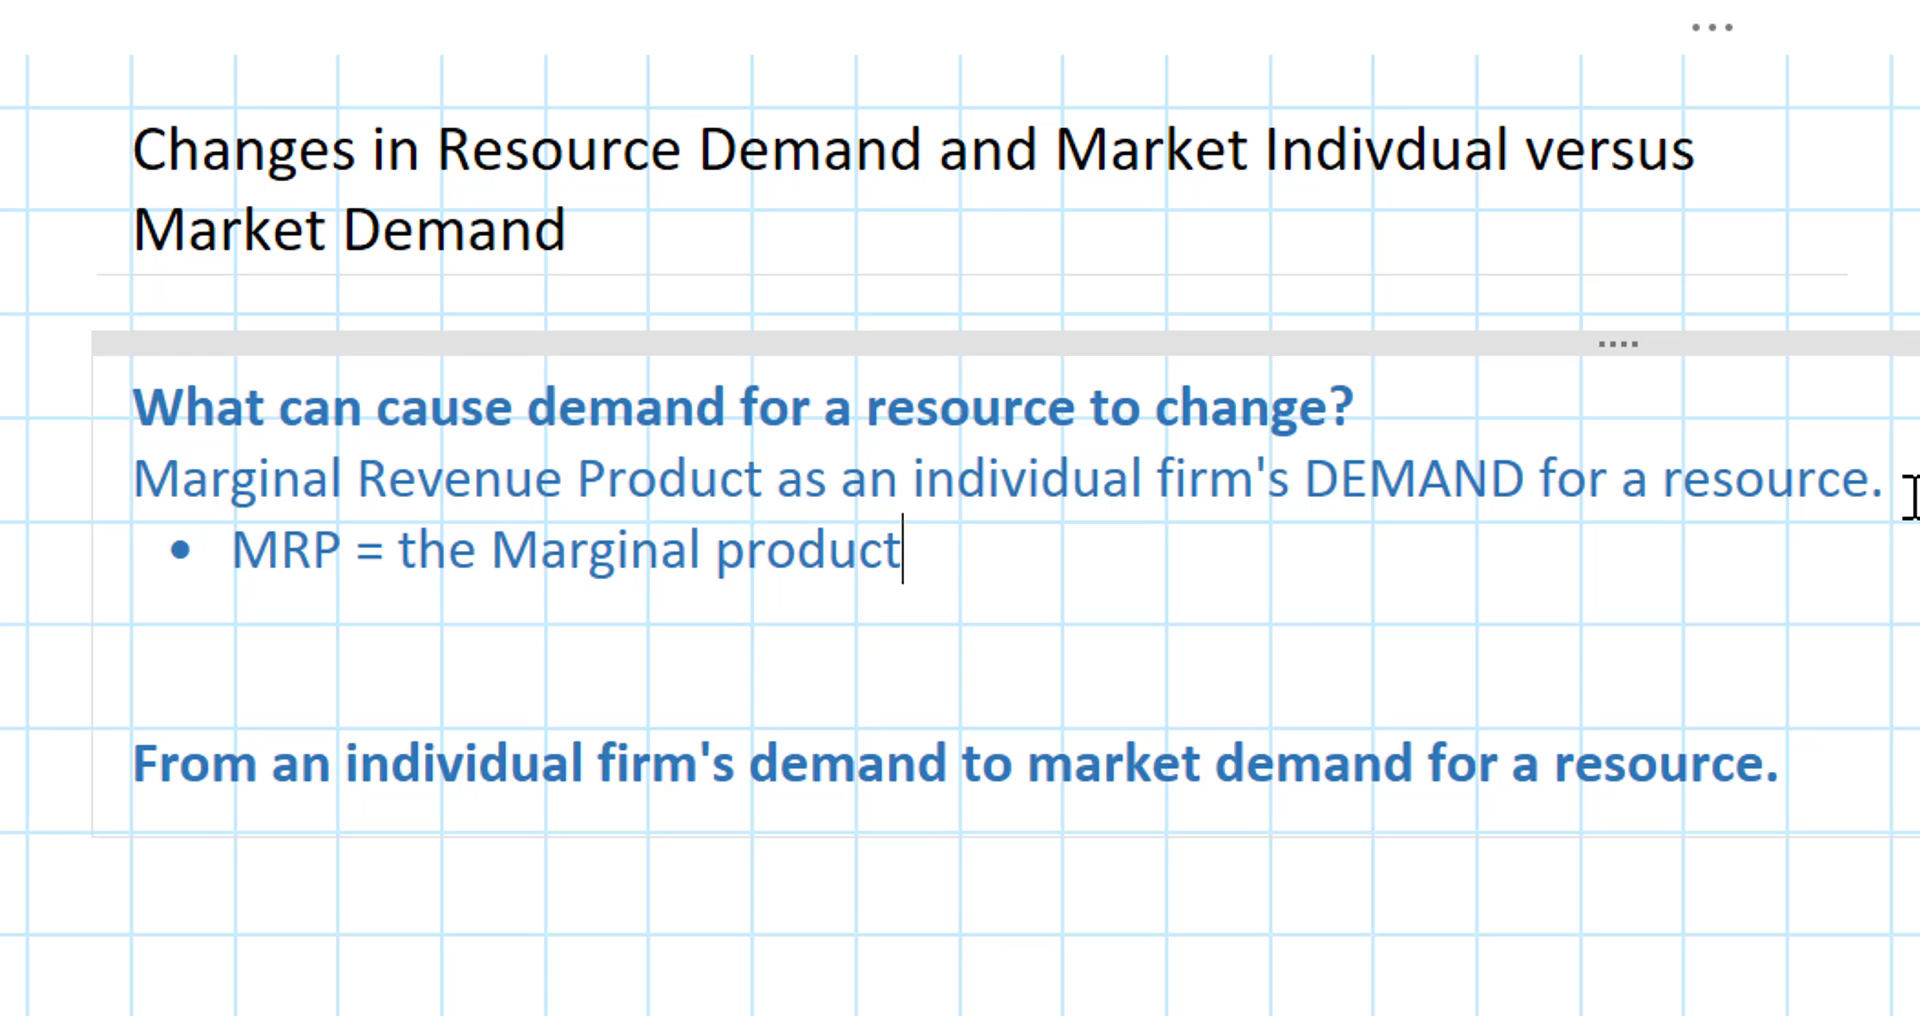 Changes in Resource Demand and Market Indivdual versus
Market Demand
What can cause demand for a resource to change?
Marginal Revenue Product as an individual firm's DEMAND for a resource.
• MRP = the Marginal product
From an individual firm's demand to market demand for a resource.